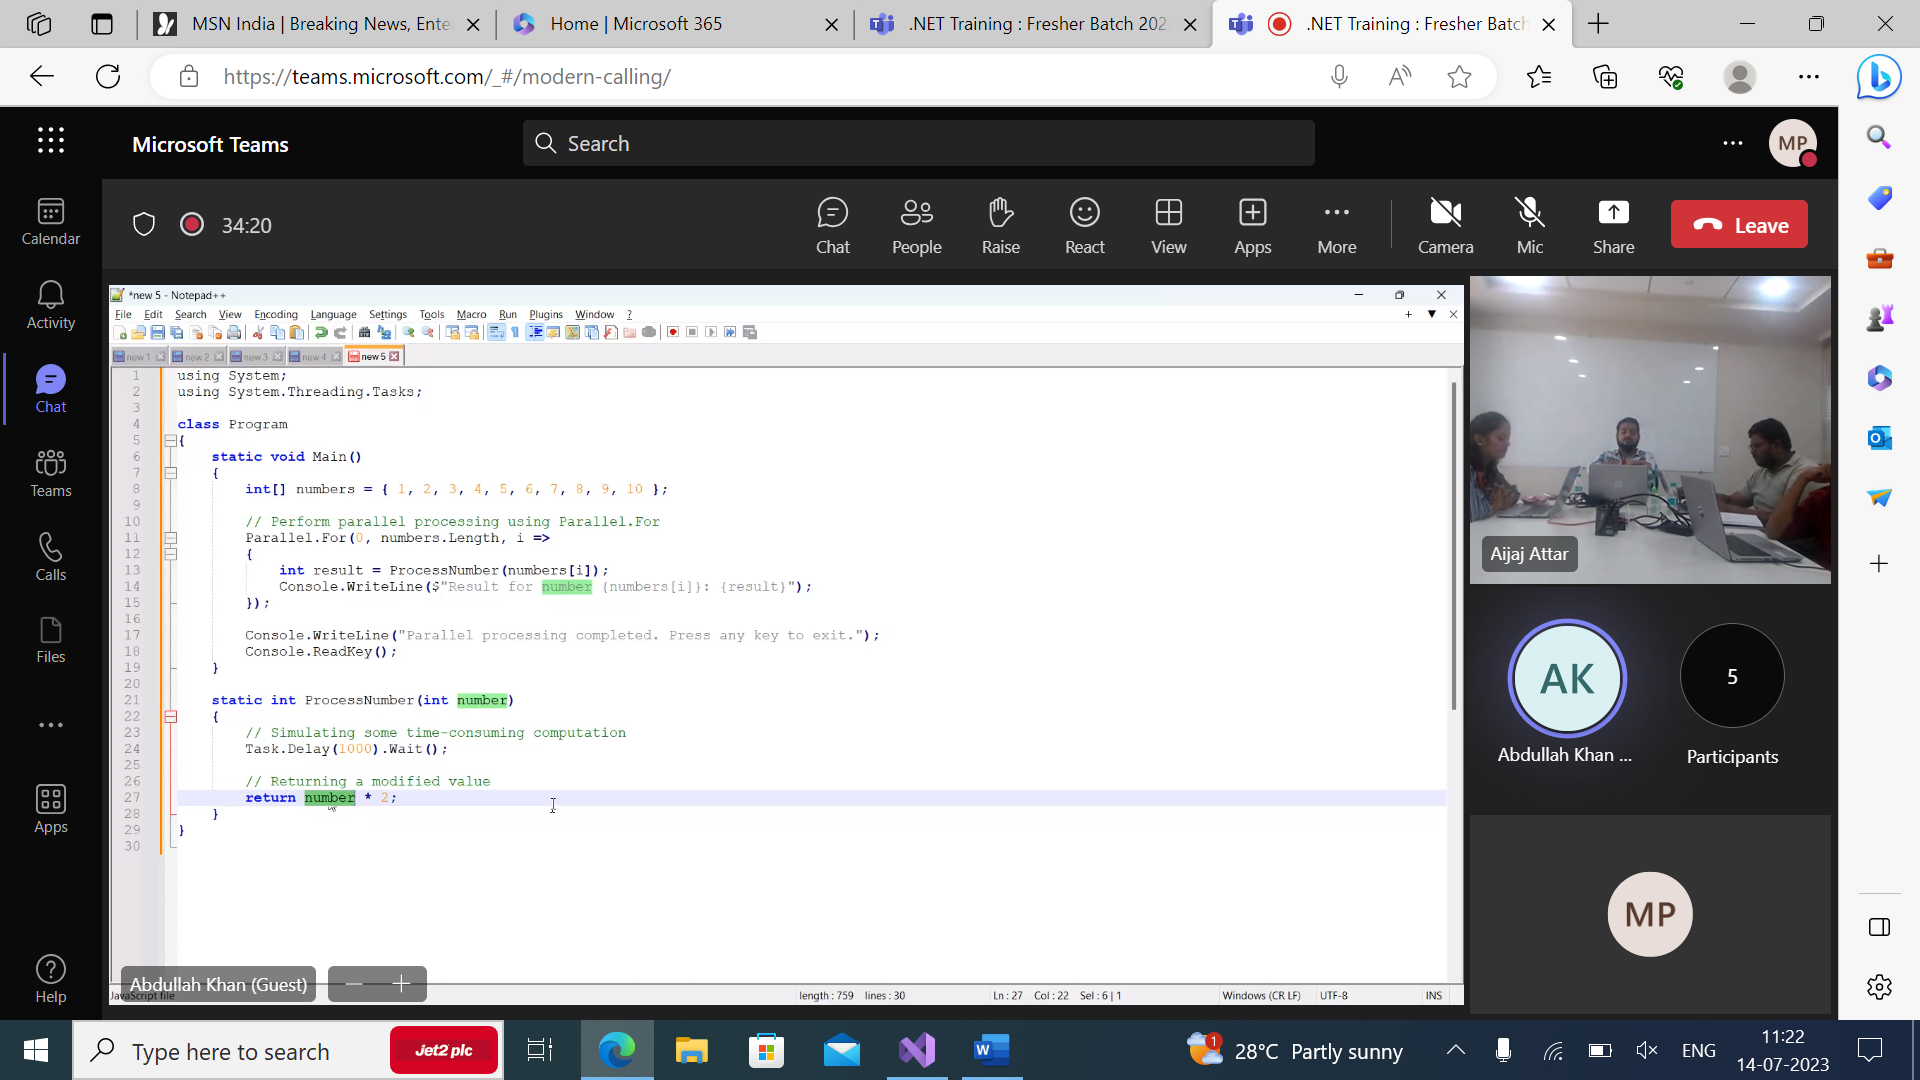 MSN India | Breaking News, Ente
Home | Microsoft 365
.NET Training : Fresher Batch 202
.NET Training : Fresher Batch
https://teams.microsoft.com/_#/modern-calling/
Microsoft Teams
Search
MP
Calendar
Activity
Chat
Teams
Calls
Files
Apps
Help
34:20
Chat
People
Raise
React
View
Apps
More
Camera
Mic
Share
Leave
*new 5 - Notepad++
File Edit Search View Encoding Language Settings Tools Macro Run Plugins Window ?
new 1 new 2 new 3 new 4 new 5
1 using System;
2 using System.Threading.Tasks;
3
4 class Program
5 {
6 static void Main()
7 {
8 int[] numbers = { 1, 2, 3, 4, 5, 6, 7, 8, 9, 10 };
9
10 // Perform parallel processing using Parallel.For
11 Parallel.For(0, numbers.Length, i =>
12 {
13 int result = ProcessNumber(numbers[i]);
14 Console.WriteLine($"Result for number {numbers[i]}: {result}");
15 });
16
17 Console.WriteLine("Parallel processing completed. Press any key to exit.");
18 Console.ReadKey();
19 }
20
21 static int ProcessNumber(int number)
22 {
23 // Simulating some time-consuming computation
24 Task.Delay(1000).Wait();
25
26 // Returning a modified value
27 return number * 2;
28 }
29 }
30
Abdullah Khan (Guest)
JavaScript file
length : 759 lines : 30
Ln : 27 Col : 22 Sel : 6 | 1
Windows (CR LF)
UTF-8
INS
Aijaj Attar
AK
Abdullah Khan ...
5
Participants
MP
Type here to search
Jet2 plc
1
28°C Partly sunny
ENG
11:22
14-07-2023